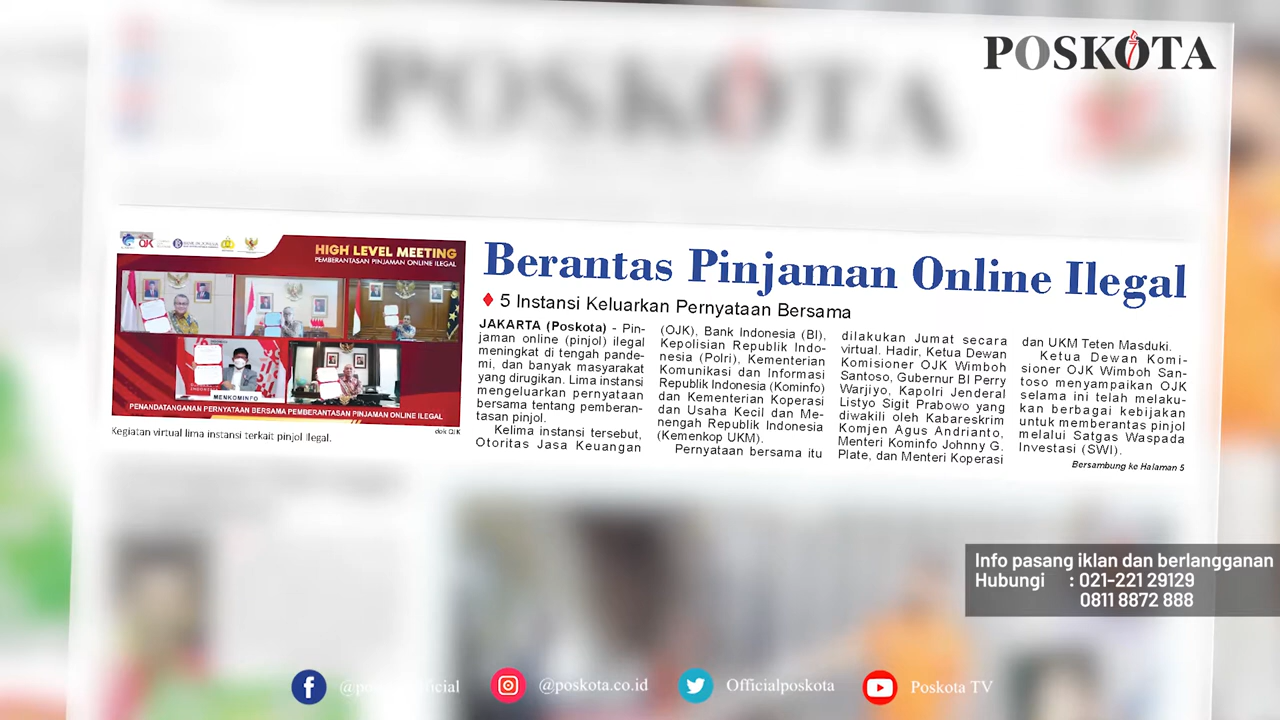 POSKOTA
POSKOTA
HIGH LEVEL MEETING
PEMBERANTASAN PINJAMAN ONLINE ILEGAL
MENKOMINFO
PENANDATANGANAN PERNYATAAN BERSAMA PEMBERANTASAN PINJAMAN ONLINE ILEGAL
dok OJK
Kegiatan virtual lima instansi terkait pinjol ilegal.
Berantas Pinjaman Online Ilegal
5 Instansi Keluarkan Pernyataan Bersama
JAKARTA (Poskota) - Pin-
jaman online (pinjol) ilegal
meningkat di tengah pande-
mi, dan banyak masyarakat
yang dirugikan. Lima instansi
mengeluarkan pernyataan
bersama tentang pemberan-
tasan pinjol.
Kelima instansi tersebut,
Otoritas Jasa Keuangan
(OJK), Bank Indonesia (BI),
Kepolisian Republik Indo-
nesia (Polri), Kementerian
Komunikasi dan Informasi
Republik Indonesia (Kominfo)
dan Kementerian Koperasi
dan Usaha Kecil dan Me-
nengah Republik Indonesia
(Kemenkop UKM).
Pernyataan bersama itu
dilakukan Jumat secara
virtual. Hadir, Ketua Dewan
Komisioner OJK Wimboh
Santoso, Gubernur BI Perry
Warjiyo, Kapolri Jenderal
Listyo Sigit Prabowo yang
diwakili oleh Kabareskrim
Komjen Agus Andrianto,
Menteri Kominfo Johnny G.
Plate, dan Menteri Koperasi
dan UKM Teten Masduki.
Ketua Dewan Komi-
sioner OJK Wimboh San-
toso menyampaikan OJK
selama ini telah melaku-
kan berbagai kebijakan
untuk memberantas pinjol
melalui Satgas Waspada
Investasi (SWI).
Bersambung ke Halaman 5
Info pasang iklan dan berlangganan
Hubungi : 021-221 29129
0811 8872 888
@poskota.co.id
Officialposkota
Poskota TV